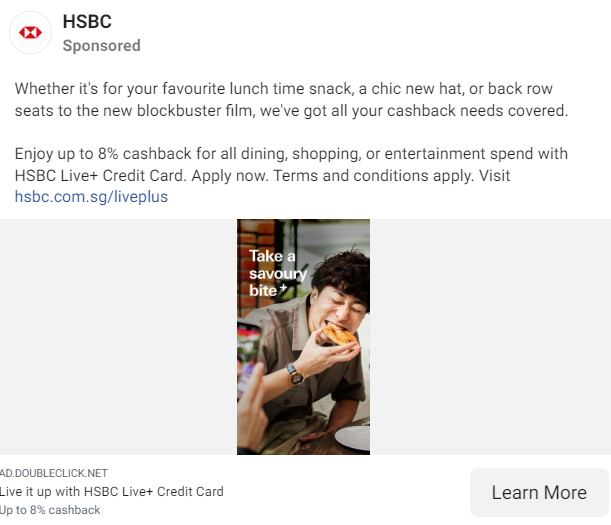 HSBC
Sponsored
Whether it's for your favourite lunch time snack, a chic new hat, or back row
seats to the new blockbuster film, we've got all your cashback needs covered.
Enjoy up to 8% cashback for all dining, shopping, or entertainment spend with
HSBC Live+ Credit Card. Apply now. Terms and conditions apply. Visit
hsbc.com.sg/liveplus
Take a
savoury
bite+
AD.DOUBLECLICK.NET
Live it up with HSBC Live+ Credit Card
Learn More
Up to 8% cashback